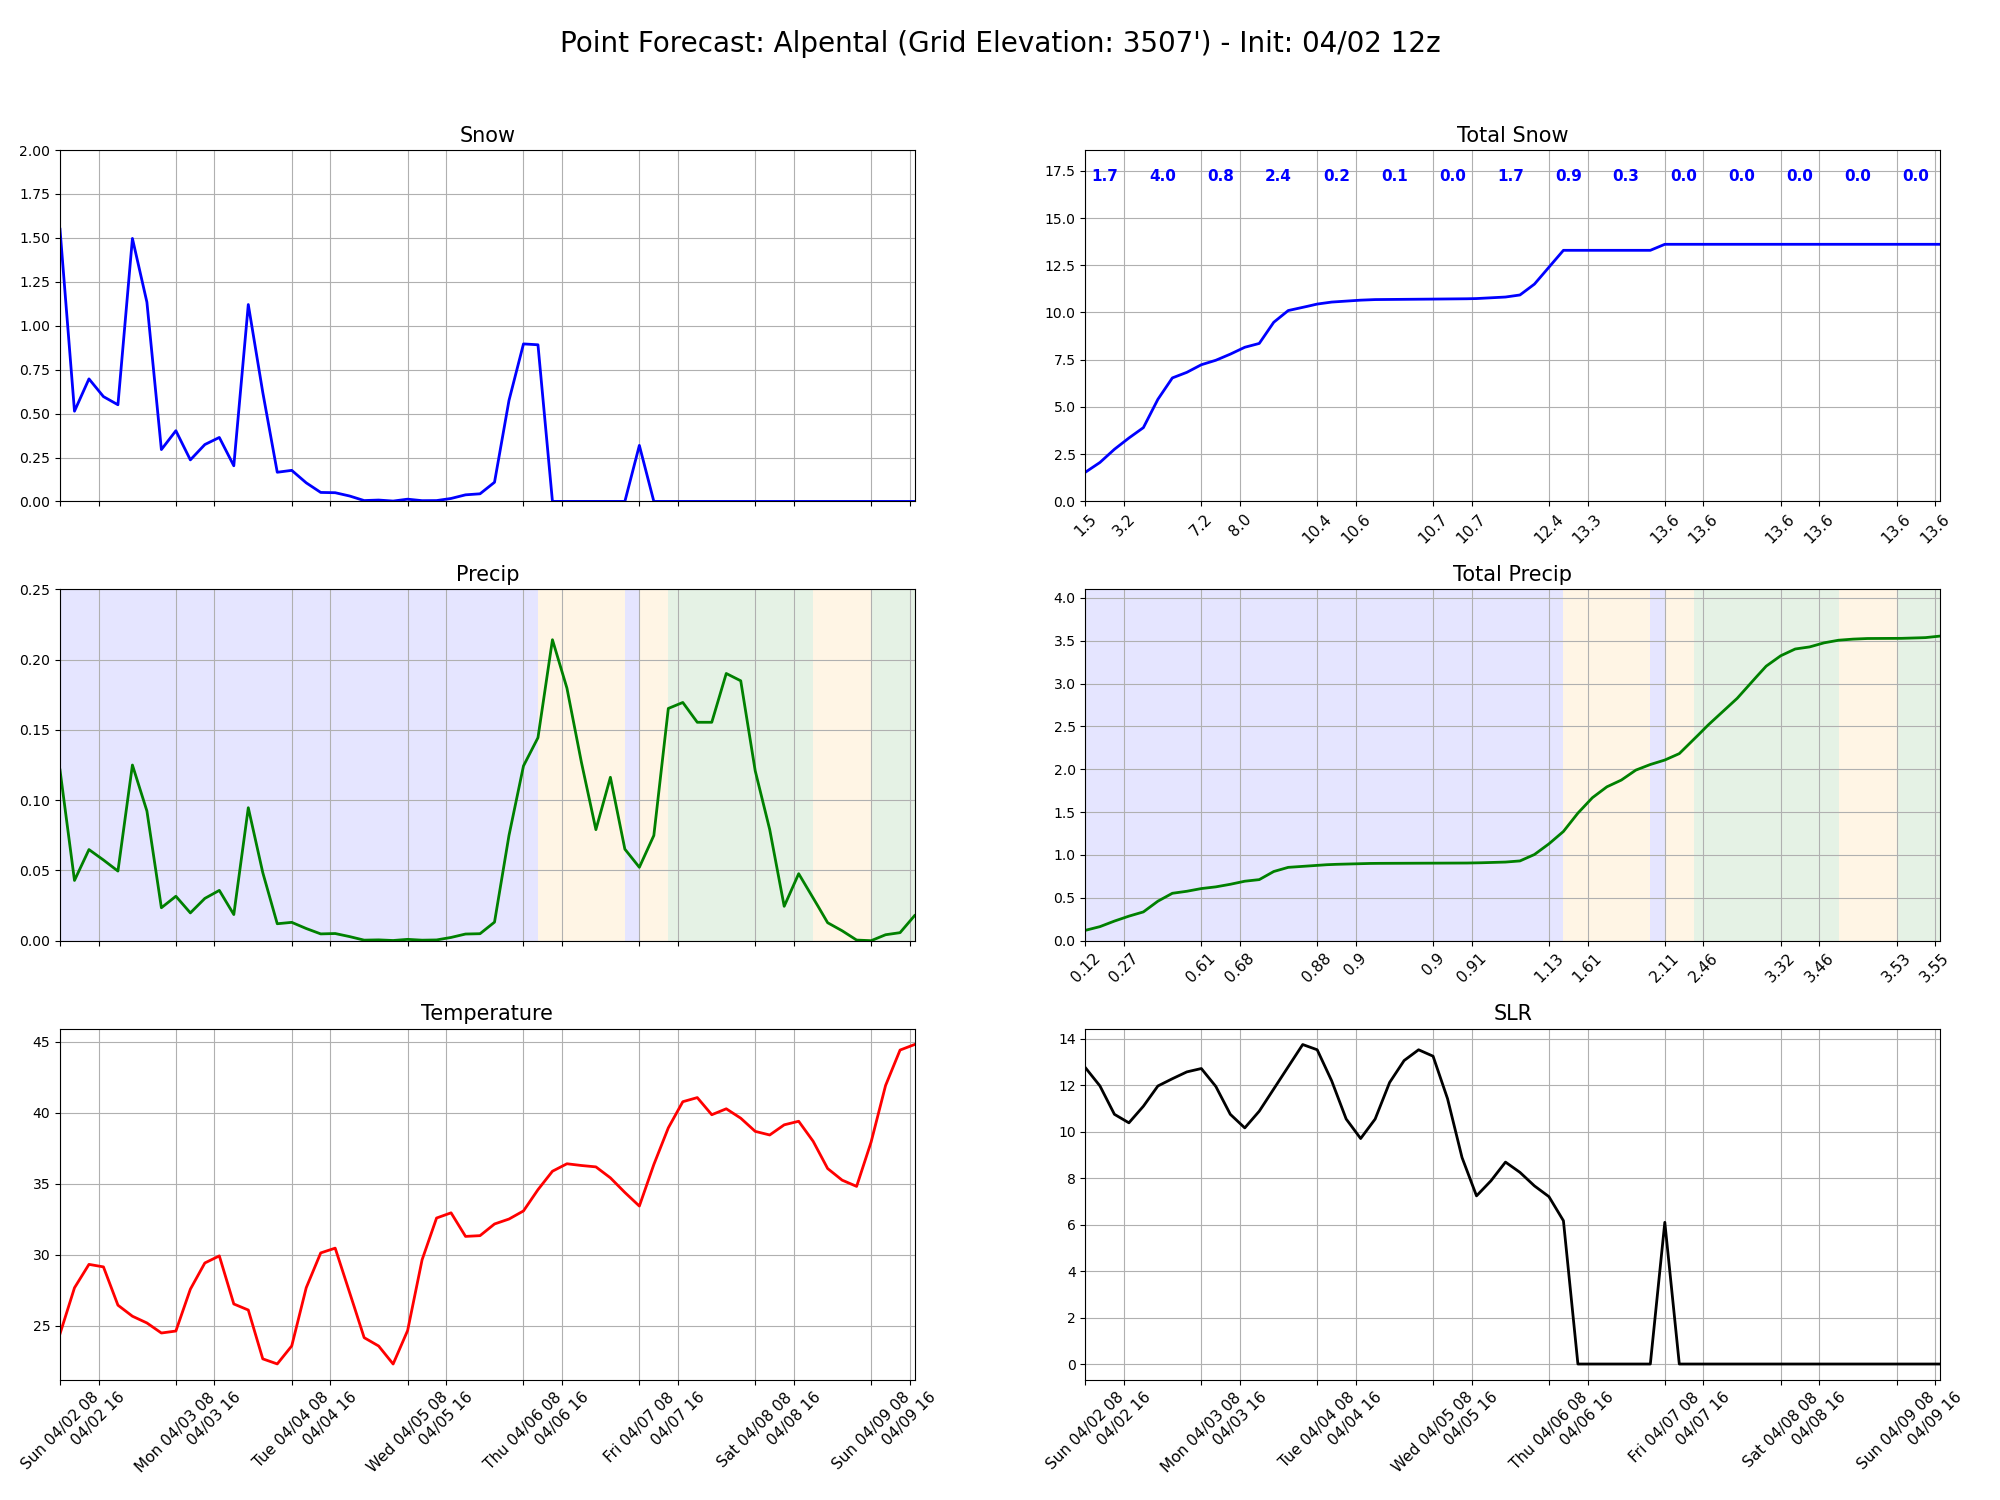 Point Forecast: Alpental (Grid Elevation: 3507') - Init: 04/02 12z
Snow
2.00
1.75
1.50
1.25
1.00
0.75
0.50
0.25
0.00
Total Snow
1.7 4.0 0.8 2.4 0.2 0.1 0.0 1.7 0.9 0.3 0.0 0.0 0.0 0.0 0.0
17.5
15.0
12.5
10.0
7.5
5.0
2.5
0.0
1.5 3.2 7.2 8.0 10.4 10.6 10.7 10.7 12.4 13.3 13.6 13.6 13.6 13.6 13.6 13.6
Precip
0.25
0.20
0.15
0.10
0.05
0.00
Total Precip
4.0
3.5
3.0
2.5
2.0
1.5
1.0
0.5
0.0
0.12 0.27 0.61 0.68 0.88 0.9 0.9 0.91 1.13 1.61 2.11 2.46 3.32 3.46 3.53 3.55
Temperature
45
40
35
30
25
Sun 04/02 08
04/02 16
Mon 04/03 08
04/03 16
Tue 04/04 08
04/04 16
Wed 04/05 08
04/05 16
Thu 04/06 08
04/06 16
Fri 04/07 08
04/07 16
Sat 04/08 08
04/08 16
Sun 04/09 08
04/09 16
SLR
14
12
10
8
6
4
2
0
Sun 04/02 08
04/02 16
Mon 04/03 08
04/03 16
Tue 04/04 08
04/04 16
Wed 04/05 08
04/05 16
Thu 04/06 08
04/06 16
Fri 04/07 08
04/07 16
Sat 04/08 08
04/08 16
Sun 04/09 08
04/09 16